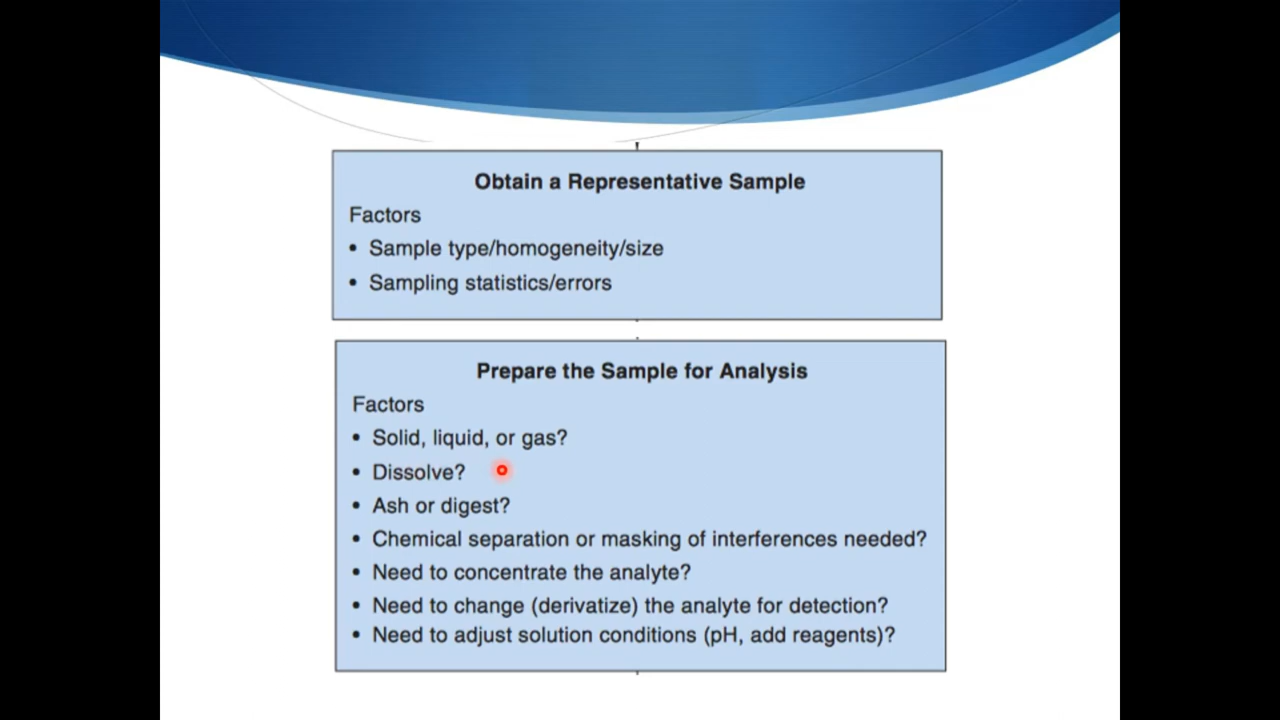 Obtain a Representative Sample
Factors
• Sample type/homogeneity/size
• Sampling statistics/errors
Prepare the Sample for Analysis
Factors
• Solid, liquid, or gas?
• Dissolve?
• Ash or digest?
• Chemical separation or masking of interferences needed?
• Need to concentrate the analyte?
• Need to change (derivatize) the analyte for detection?
• Need to adjust solution conditions (pH, add reagents)?